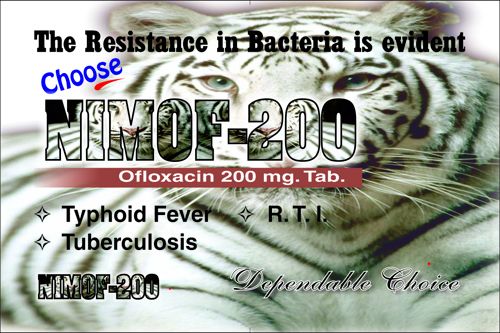 The Resistance in Bacteria is evident
Choose
NIMOF-200
Ofloxacin 200 mg. Tab.
✧ Typhoid Fever ✧ R. T. I.
✧ Tuberculosis
NIMOF-200 Dependable Choice